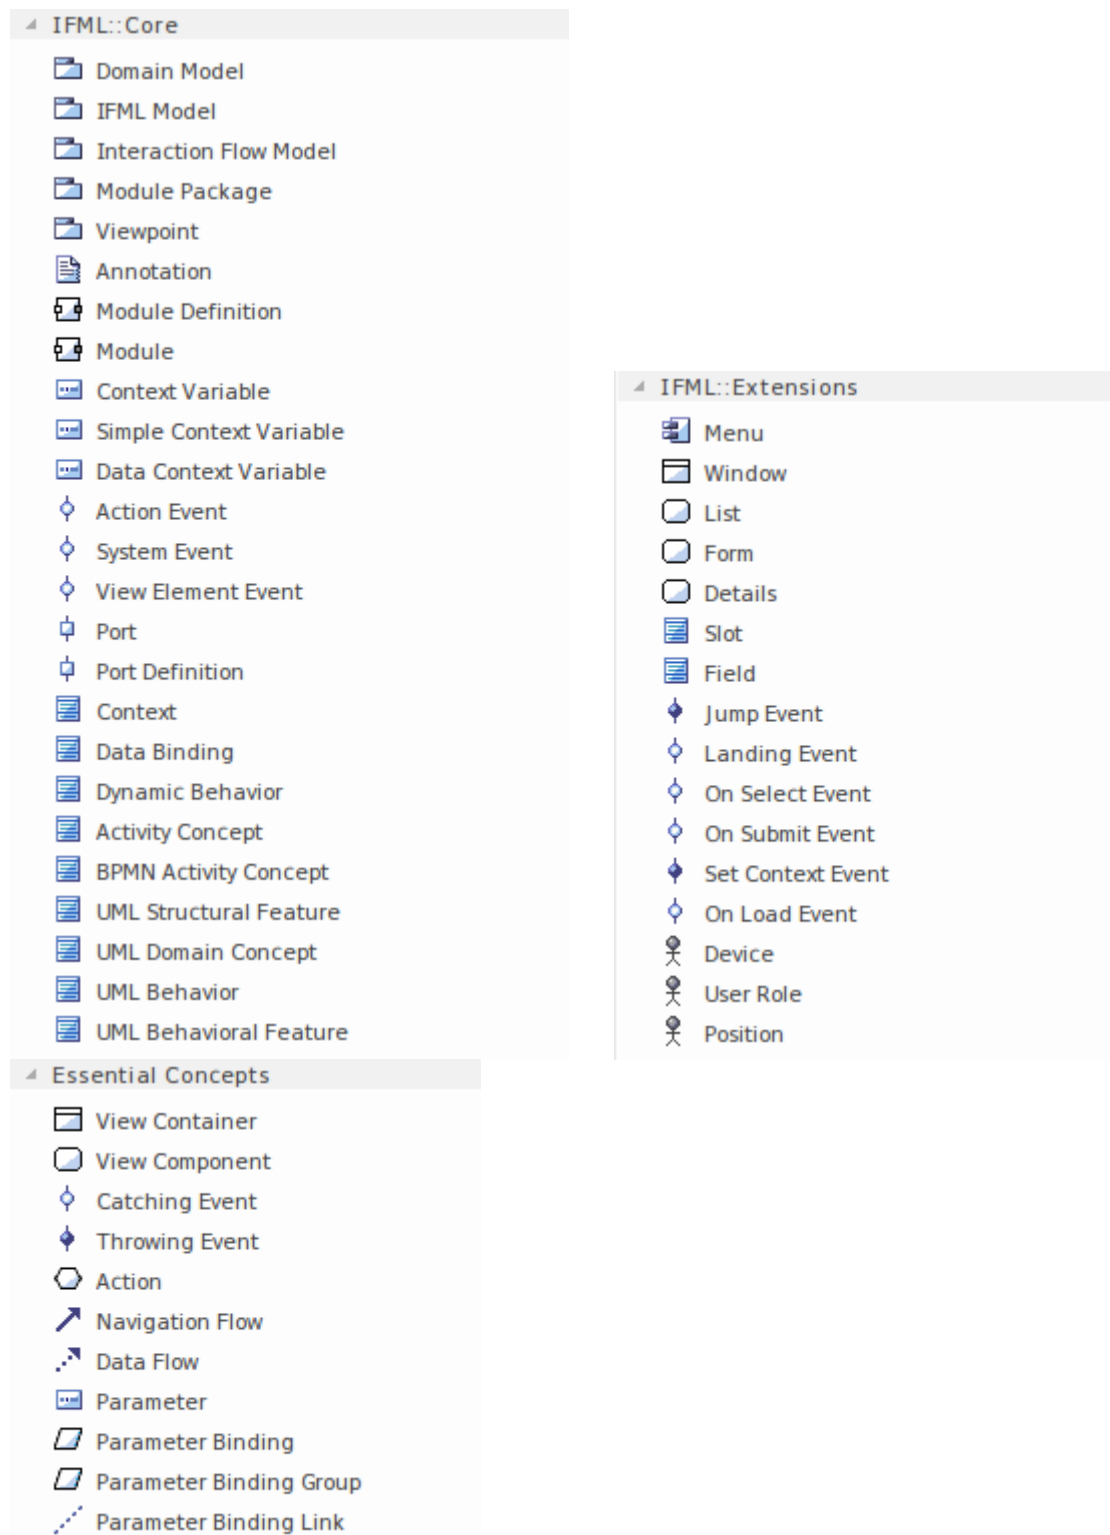 IFML::Core
Domain Model
IFML Model
Interaction Flow Model
Module Package
Viewpoint
Annotation
Module Definition
Module
Context Variable
Simple Context Variable
Data Context Variable
Action Event
System Event
View Element Event
Port
Port Definition
Context
Data Binding
Dynamic Behavior
Activity Concept
BPMN Activity Concept
UML Structural Feature
UML Domain Concept
UML Behavior
UML Behavioral Feature
IFML::Extensions
Menu
Window
List
Form
Details
Slot
Field
Jump Event
Landing Event
On Select Event
On Submit Event
Set Context Event
On Load Event
Device
User Role
Position
Essential Concepts
View Container
View Component
Catching Event
Throwing Event
Action
Navigation Flow
Data Flow
Parameter
Parameter Binding
Parameter Binding Group
Parameter Binding Link